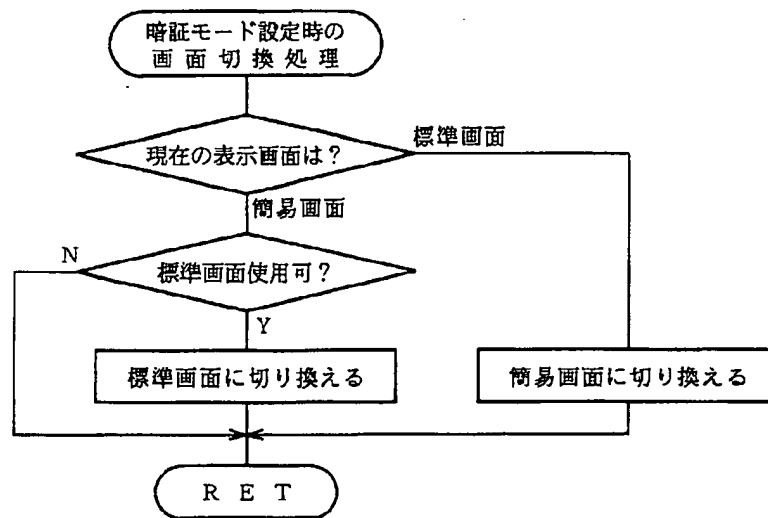 暗証モード設定時の
画面切換処理
現在の表示画面は?
標準画面
簡易画面
N
標準画面使用可?
Y
標準画面に切り換える
簡易画面に切り換える
RET